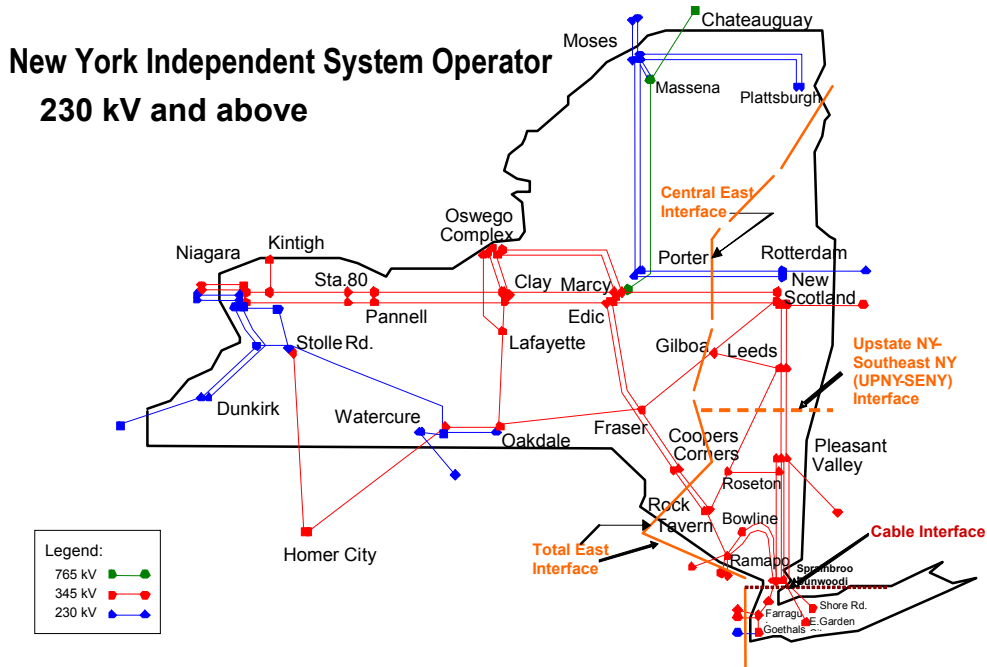 New York Independent System Operator
230 kV and above
Chateauguay
Moses
Massena
Plattsburgh
Central East
Interface
Oswego
Complex
Niagara
Kintigh
Porter
Rotterdam
Sta.80
Clay
Marcy
New
Scotland
Pannell
Edic
Stolle Rd.
Lafayette
Gilboa
Leeds
Upstate NY-
Southeast NY
(UPNY-SENY)
Interface
Dunkirk
Watercure
Oakdale
Fraser
Coopers
Corners
Pleasant
Valley
Roseton
Rock
Tavern
Bowline
Cable Interface
Homer City
Total East
Interface
Ramapo
Sprainbroo
Dunwoodi
Shore Rd.
Farragu
E.Garden
Goethals
Legend:
765 kV
345 kV
230 kV